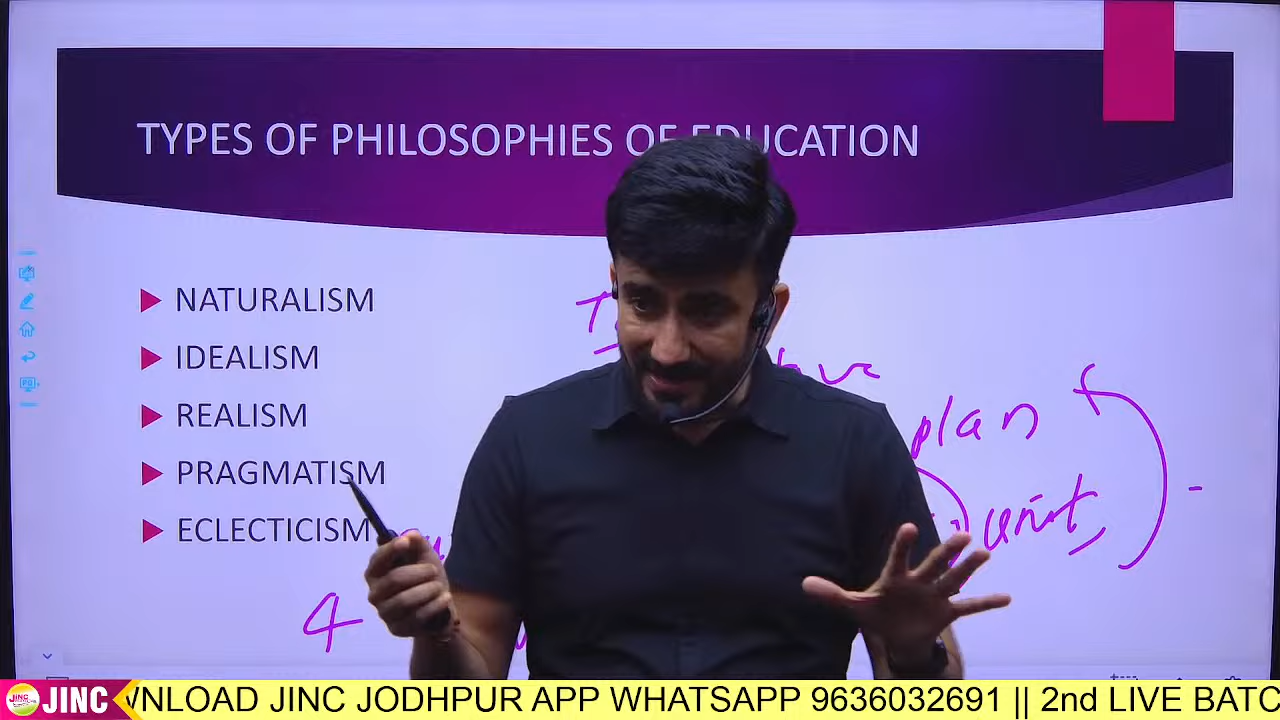 TYPES OF PHILOSOPHIES OF EDUCATION
NATURALISM
IDEALISM
REALISM
PRAGMATISM
ECLECTICISM
plan
unit,
4
JINC
WNLOAD JINC JODHPUR APP WHATSAPP 9636032691 || 2nd LIVE BATC